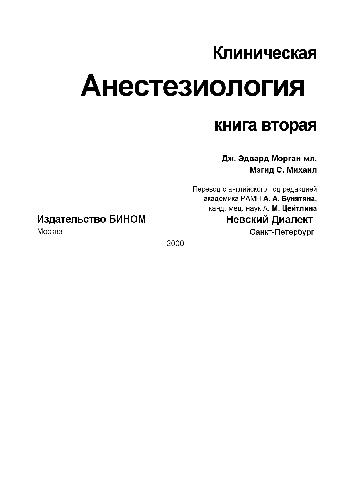 Клиническая
Анестезиология
книга вторая
Дж. Эдвард Морган мл.
Мэгид С. Михаил
Перевод с английского под редакцией
академика РАМН А. А. Бунятяна,
канд. мед. наук А. М. Цейтлина
Издательство БИНОМ
Невский Диалект
Москва
Санкт-Петербург
2000